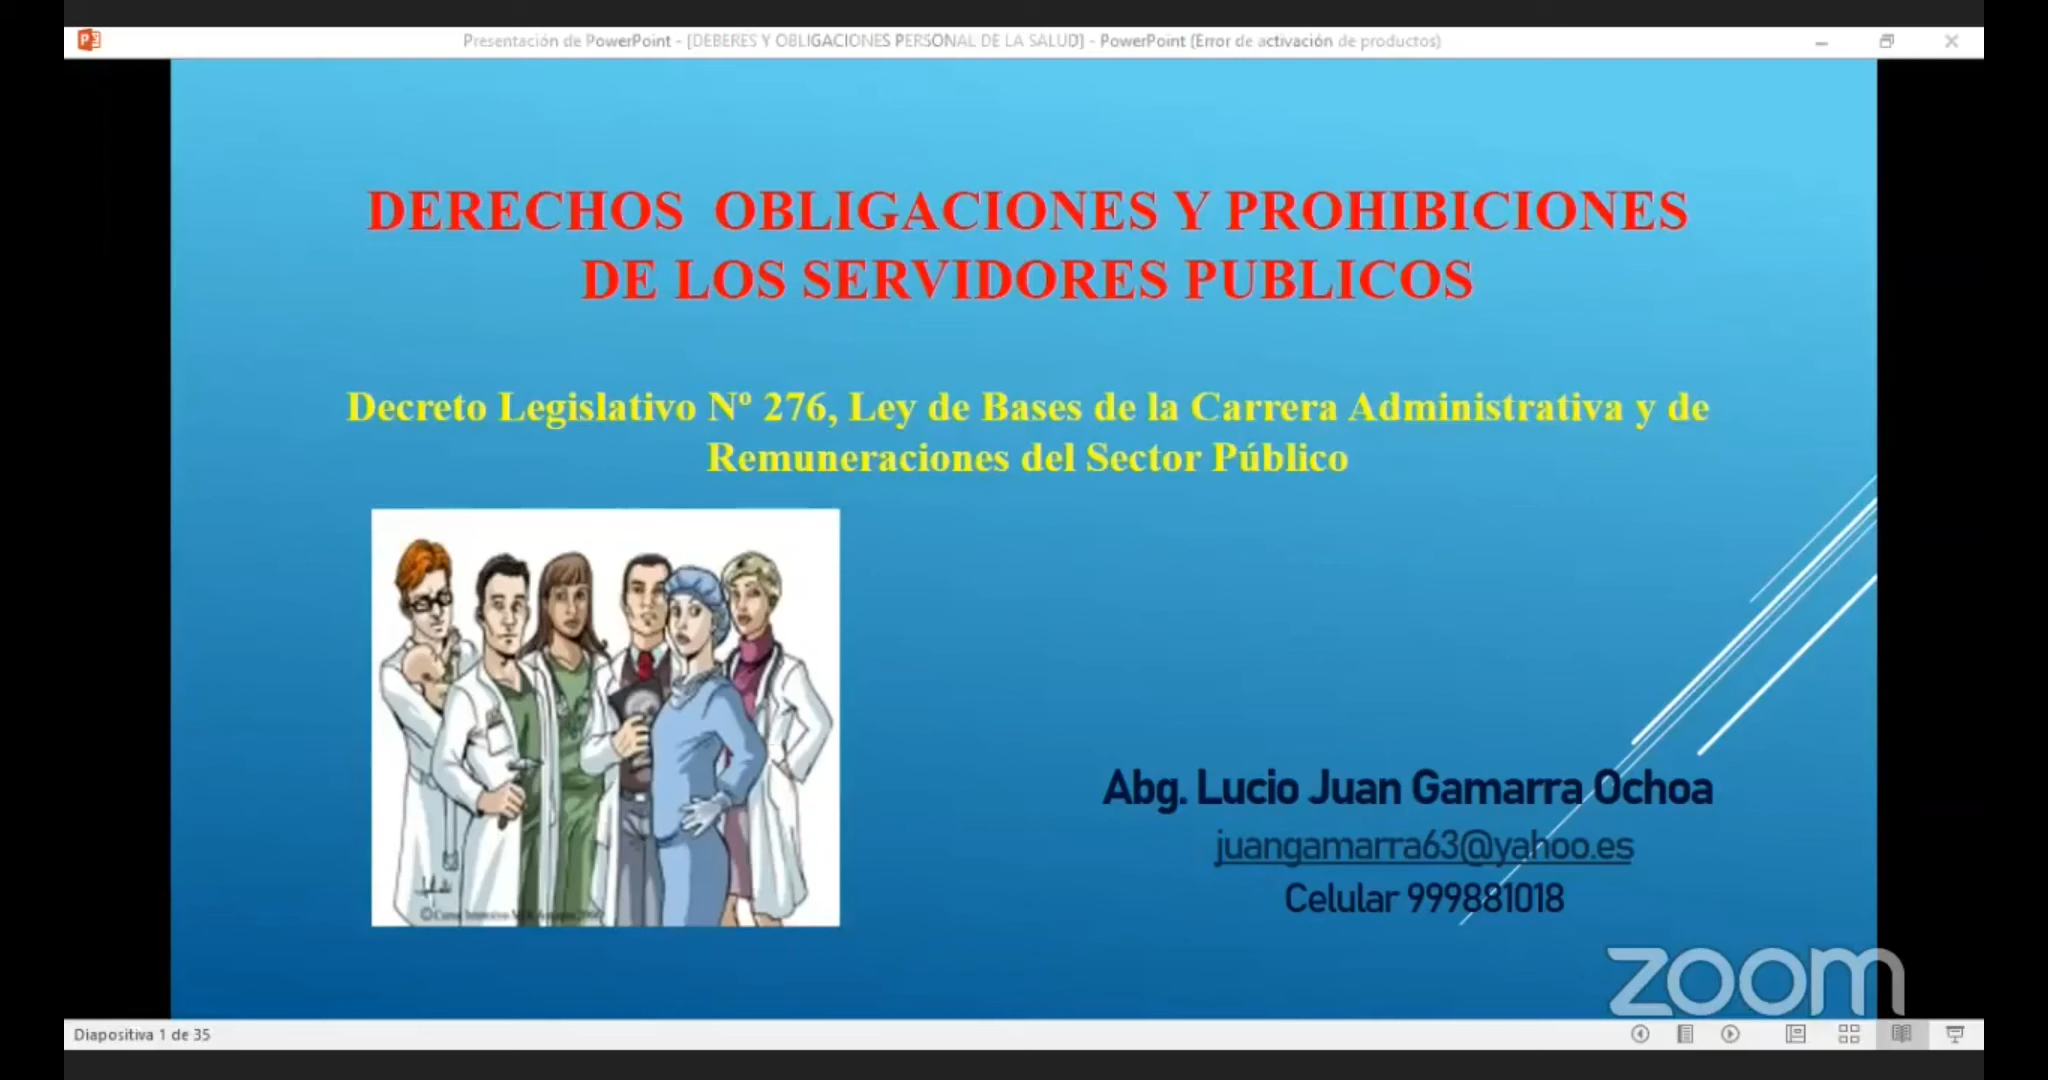 Presentación de PowerPoint - [DEBERES Y OBLIGACIONES PERSONAL DE LA SALUD] - PowerPoint (Error de activación de productos)
DERECHOS OBLIGACIONES Y PROHIBICIONES
DE LOS SERVIDORES PUBLICOS
Decreto Legislativo Nº 276, Ley de Bases de la Carrera Administrativa y de
Remuneraciones del Sector Público
Abg. Lucio Juan Gamarra Ochoa
juangamarra63@yahoo.es
Celular 999881018
zoom
Diapositiva 1 de 35